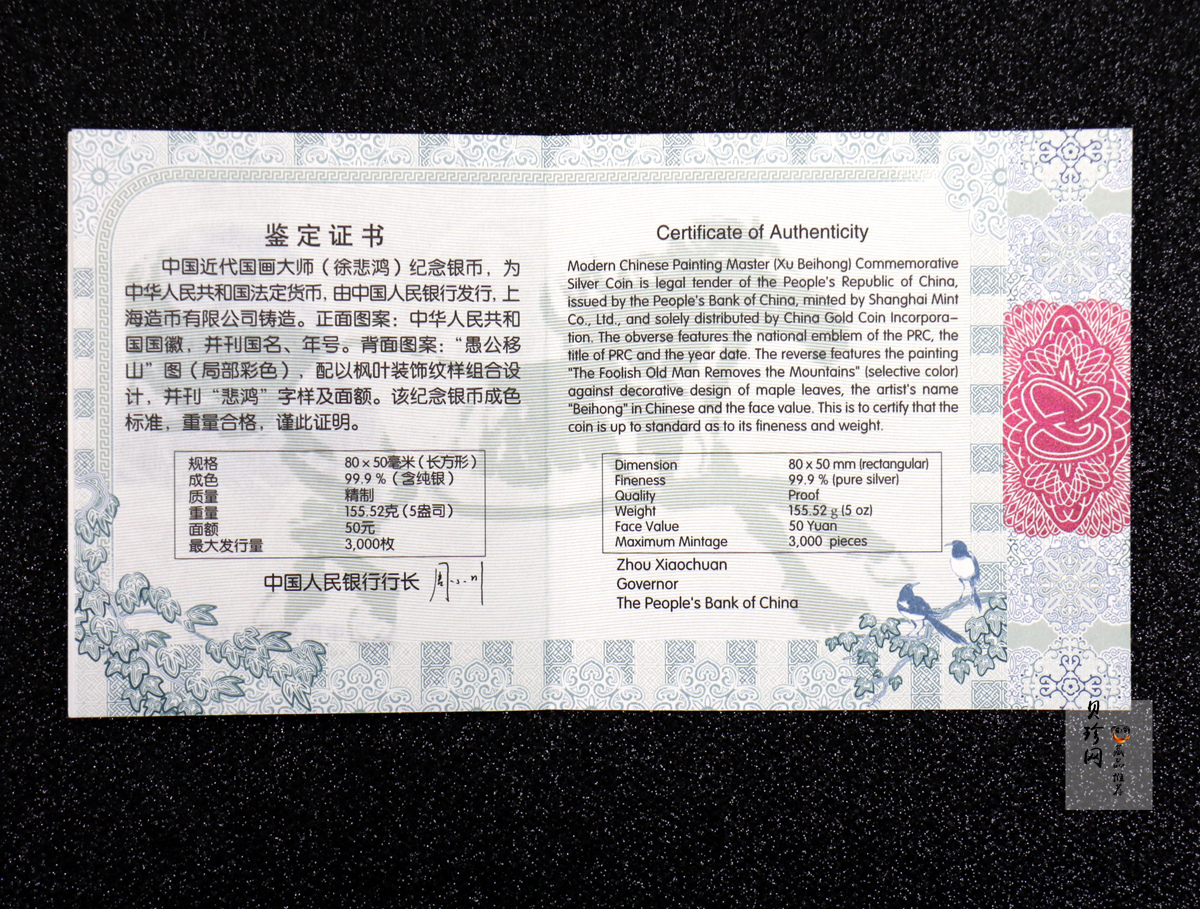 鉴定证书
中国近代国画大师（徐悲鸿）纪念银币，为
中华人民共和国法定货币，由中国人民银行发行，上
海造币有限公司铸造。正面图案：中华人民共和
国国徽，并刊国名、年号。背面图案：“愚公移
山”图（局部彩色），配以枫叶装饰纹样组合设
计，并刊“悲鸿”字样及面额。该纪念银币成色
标准，重量合格，谨此证明。
规格 80×50毫米（长方形）
成色 99.9％（含纯银）
质量 精制
重量 155.52克（5盎司）
面额 50元
最大发行量 3,000枚
中国人民银行行长
Certificate of Authenticity
Modern Chinese Painting Master (Xu Beihong) Commemorative
Silver Coin is legal tender of the People's Republic of China,
issued by the People's Bank of China, minted by Shanghai Mint
Co., Ltd., and solely distributed by China Gold Coin Incorpora-
tion. The obverse features the national emblem of the PRC, the
title of PRC and the year date. The reverse features the painting
"The Foolish Old Man Removes the Mountains" (selective color)
against decorative design of maple leaves, the artist's name
"Beihong" in Chinese and the face value. This is to certify that the
coin is up to standard as to its fineness and weight.
Dimension 80 x 50 mm (rectangular)
Fineness 99.9 % (pure silver)
Quality Proof
Weight 155.52 g (5 oz)
Face Value 50 Yuan
Maximum Mintage 3,000 pieces
Zhou Xiaochuan
Governor
The People's Bank of China
贝珍网